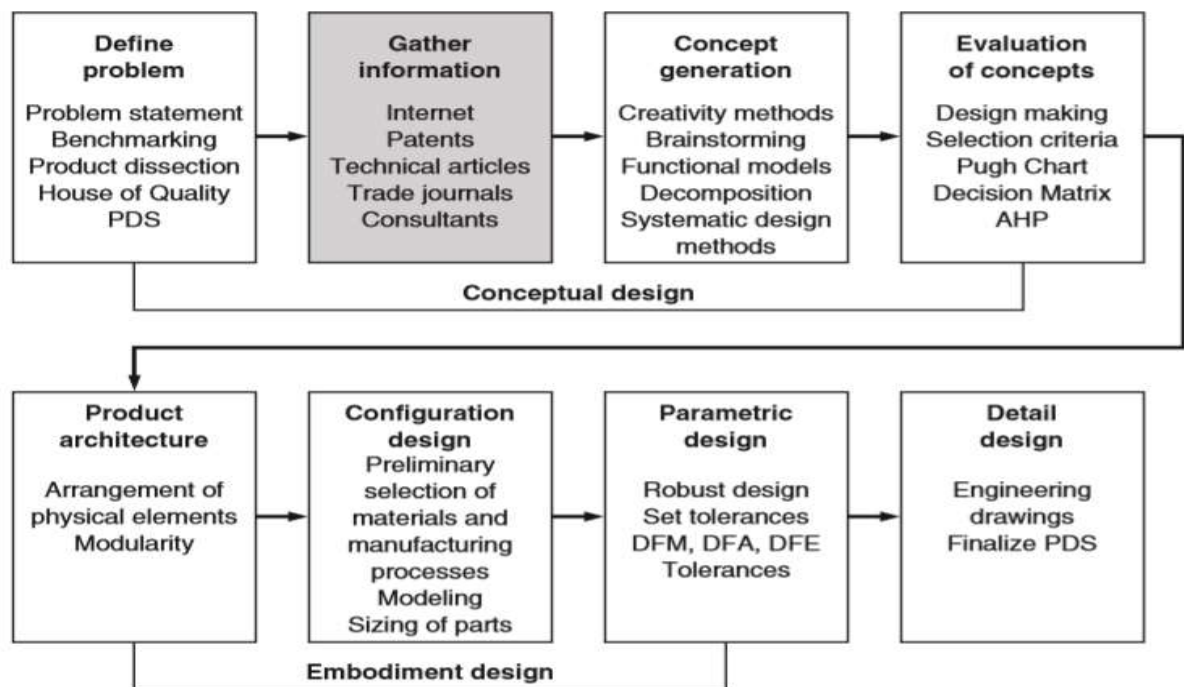 Define
problem
Problem statement
Benchmarking
Product dissection
House of Quality
PDS
Gather
information
Internet
Patents
Technical articles
Trade journals
Consultants
Concept
generation
Creativity methods
Brainstorming
Functional models
Decomposition
Systematic design
methods
Evaluation
of concepts
Design making
Selection criteria
Pugh Chart
Decision Matrix
AHP
Conceptual design
Product
architecture
Arrangement of
physical elements
Modularity
Configuration
design
Preliminary
selection of
materials and
manufacturing
processes
Modeling
Sizing of parts
Parametric
design
Robust design
Set tolerances
DFM, DFA, DFE
Tolerances
Detail
design
Engineering
drawings
Finalize PDS
Embodiment design